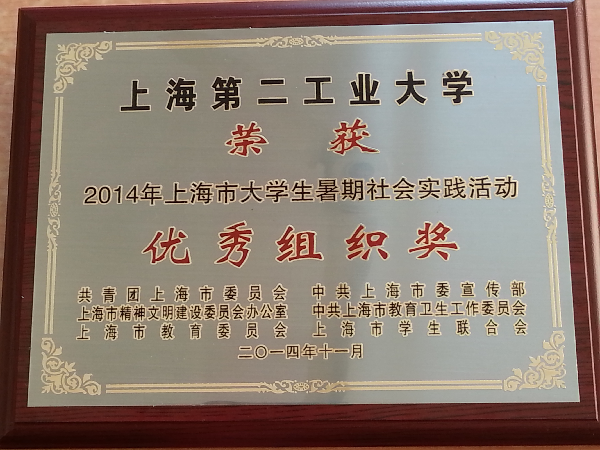 上海第二工业大学
荣获
2014年上海市大学生暑期社会实践活动
优秀组织奖
共青团上海市委员会 中共上海市委宣传部
上海市精神文明建设委员会办公室 中共上海市教育卫生工作委员会
上海市教育委员会 上海市学生联合会
二〇一四年十一月